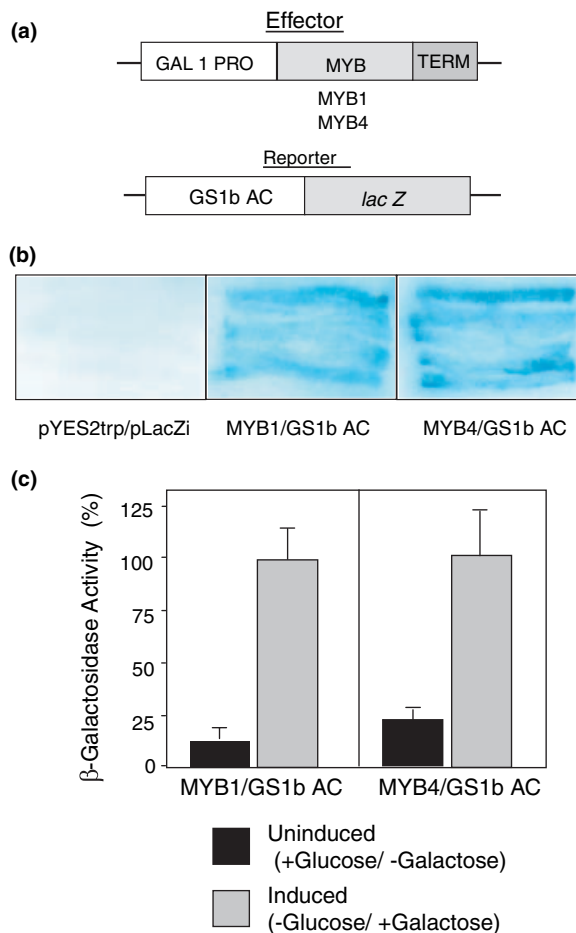 (a)
Effector
GAL 1 PRO MYB TERM
MYB1
MYB4
Reporter
GS1b AC lac Z
(b)
pYES2trp/pLacZi MYB1/GS1b AC MYB4/GS1b AC
(c)
β-Galactosidase Activity (%)
125
100
75
50
25
0
MYB1/GS1b AC MYB4/GS1b AC
Uninduced
(+Glucose/ -Galactose)
Induced
(-Glucose/ +Galactose)